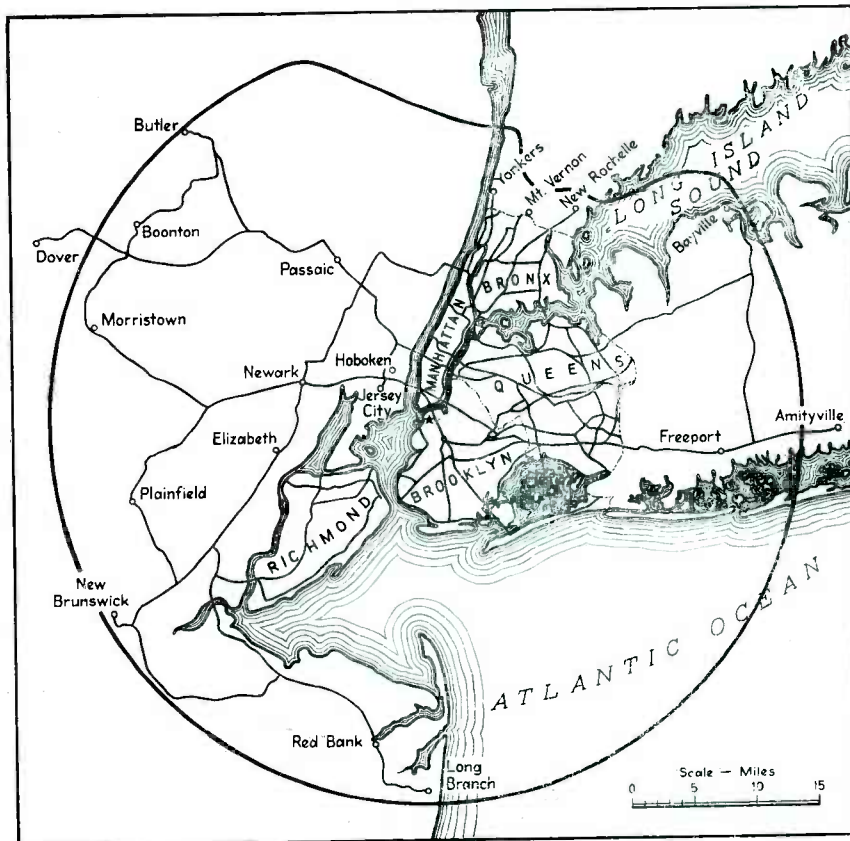 Butler
Yonkers
Mt. Vernon
New Rochelle
LONG ISLAND
SOUND
Bayville
Boonton
Dover
Passaic
BRONX
Morristown
MANHATTAN
Hoboken
Newark
QUEENS
Jersey
City
Amityville
Freeport
Elizabeth
BROOKLYN
Plainfield
RICHMOND
New
Brunswick
ATLANTIC OCEAN
Red Bank
Long
Branch
Scale — Miles
0 5 10 15